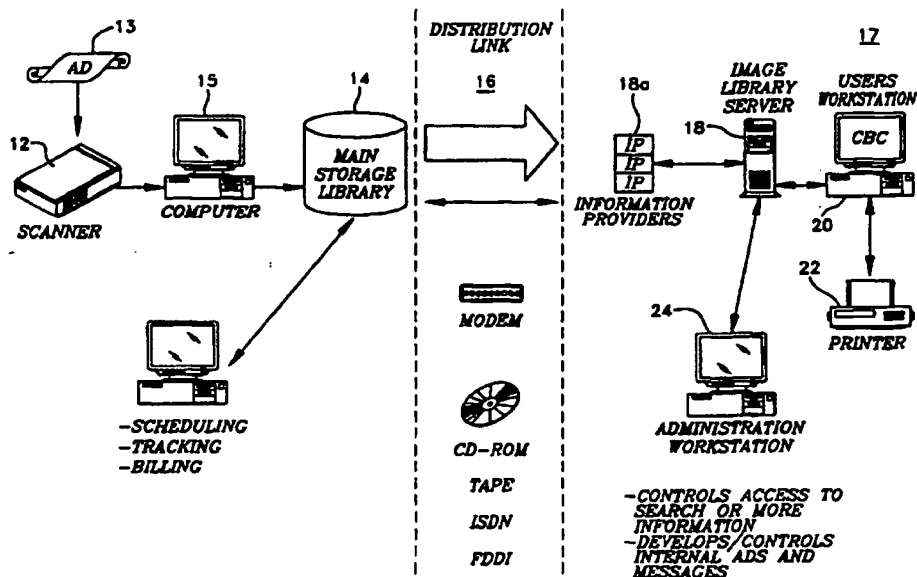 13
AD
12
SCANNER
15
COMPUTER
14
MAIN
STORAGE
LIBRARY
-SCHEDULING
-TRACKING
-BILLING
DISTRIBUTION
LINK
16
MODEM
CD-ROM
TAPE
ISDN
FDDI
17
18a
IP
IP
IP
INFORMATION
PROVIDERS
IMAGE
LIBRARY
SERVER
18
USERS
WORKSTATION
CBC
20
22
PRINTER
24
ADMINISTRATION
WORKSTATION
-CONTROLS ACCESS TO
SEARCH OR MORE
INFORMATION
-DEVELOPS/CONTROLS
INTERNAL ADS AND
MESSAGES